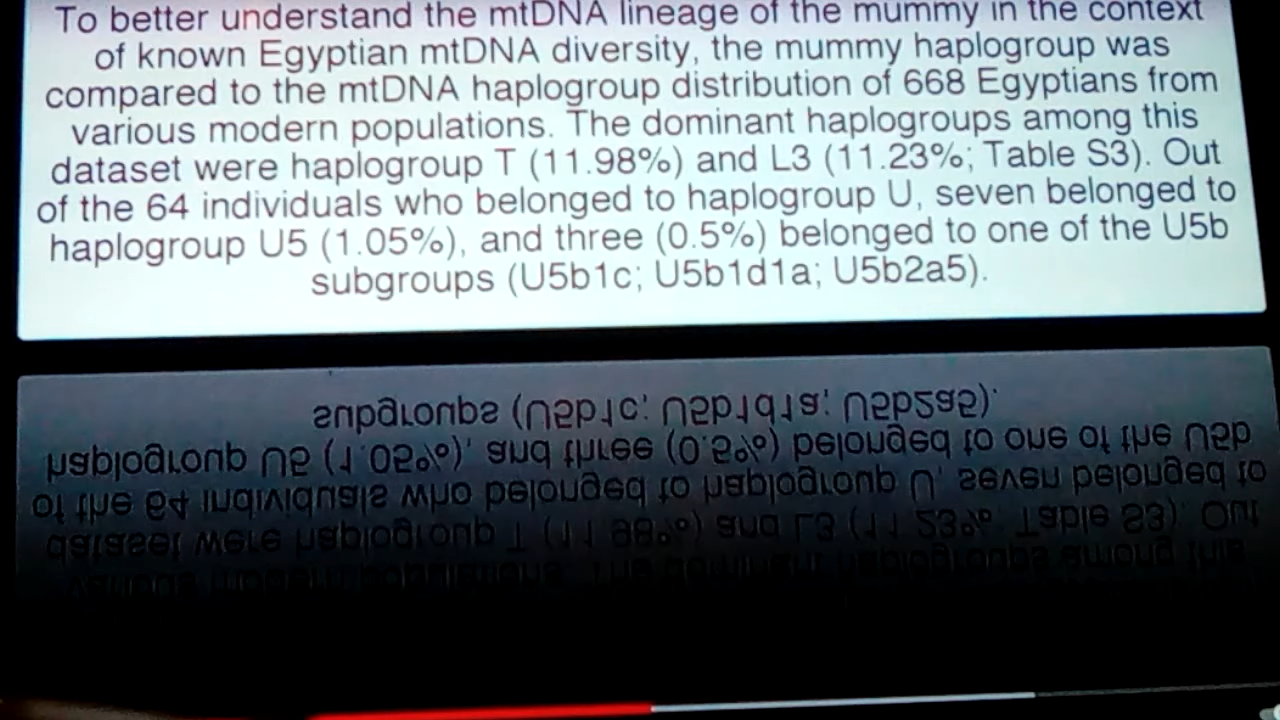 To better understand the mtDNA lineage of the mummy in the context
of known Egyptian mtDNA diversity, the mummy haplogroup was
compared to the mtDNA haplogroup distribution of 668 Egyptians from
various modern populations. The dominant haplogroups among this
dataset were haplogroup T (11.98%) and L3 (11.23%; Table S3). Out
of the 64 individuals who belonged to haplogroup U, seven belonged to
haplogroup U5 (1.05%), and three (0.5%) belonged to one of the U5b
subgroups (U5b1c; U5b1d1a; U5b2a5).